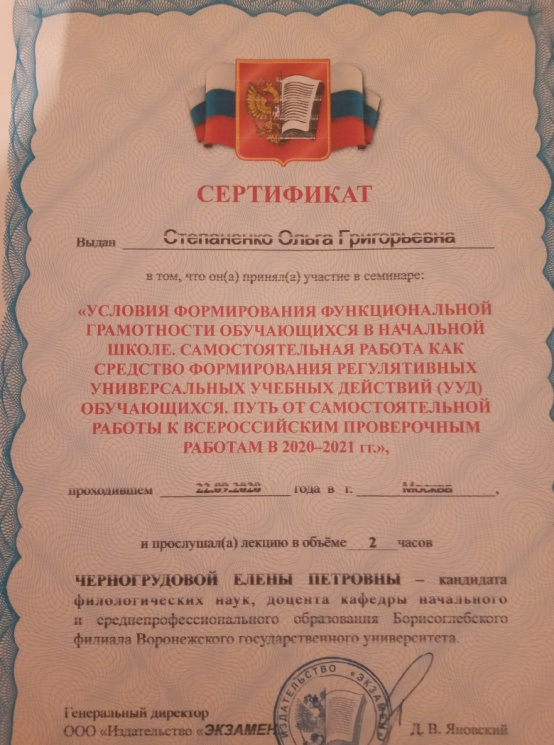 СЕРТИФИКАТ
Выдан Степаненко Ольга Григорьевна
в том, что он(а) принял(а) участие в семинаре:
«УСЛОВИЯ ФОРМИРОВАНИЯ ФУНКЦИОНАЛЬНОЙ
ГРАМОТНОСТИ ОБУЧАЮЩИХСЯ В НАЧАЛЬНОЙ
ШКОЛЕ. САМОСТОЯТЕЛЬНАЯ РАБОТА КАК
СРЕДСТВО ФОРМИРОВАНИЯ РЕГУЛЯТИВНЫХ
УНИВЕРСАЛЬНЫХ УЧЕБНЫХ ДЕЙСТВИЙ (УУД)
ОБУЧАЮЩИХСЯ. ПУТЬ ОТ САМОСТОЯТЕЛЬНОЙ
РАБОТЫ К ВСЕРОССИЙСКИМ ПРОВЕРОЧНЫМ
РАБОТАМ В 2020–2021 гг.»,
проходившем 22.09.2020 года в г. Москва,
и прослушал(а) лекцию в объёме 2 часов
ЧЕРНОГРУДОВОЙ ЕЛЕНЫ ПЕТРОВНЫ – кандидата
филологических наук, доцента кафедры начального
и среднепрофессионального образования Борисоглебского
филиала Воронежского государственного университета.
ИЗДАТЕЛЬСТВО «ЭКЗАМЕН
Генеральный директор
ООО «Издательство «ЭКЗАМЕН Д. В. Яновский